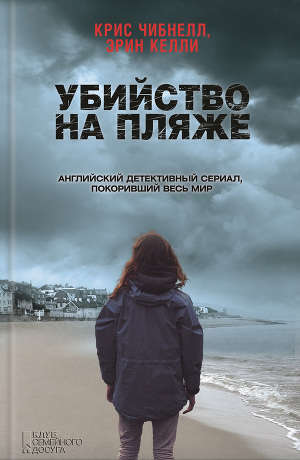 КРИС ЧИБНЕЛЛ,
ЭРИН КЕЛЛИ
УБИЙСТВО
НА ПЛЯЖЕ
АНГЛИЙСКИЙ ДЕТЕКТИВНЫЙ СЕРИАЛ,
ПОКОРИВШИЙ ВЕСЬ МИР
КЛУБ
СЕМЕЙНОГО
ДОСУГА